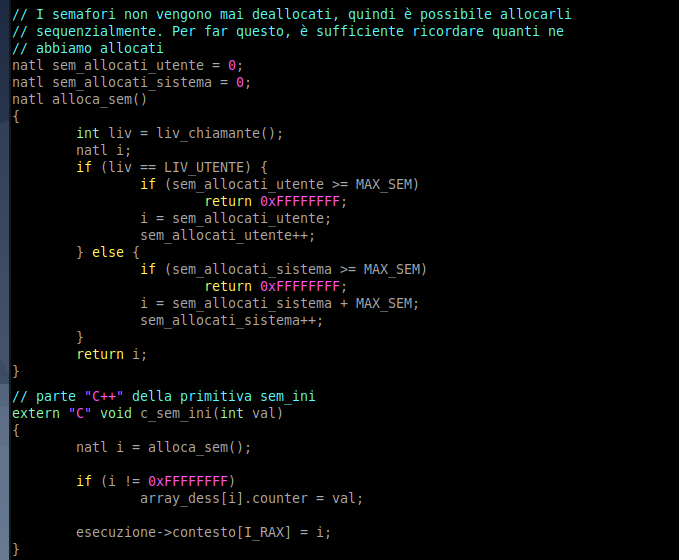 // I semafori non vengono mai deallocati, quindi è possibile allocarli
// sequenzialmente. Per far questo, è sufficiente ricordare quanti ne
// abbiamo allocati
natl sem_allocati_utente = 0;
natl sem_allocati_sistema = 0;
natl alloca_sem()
{
        int liv = liv_chiamante();
        natl i;
        if (liv == LIV_UTENTE) {
                if (sem_allocati_utente >= MAX_SEM)
                        return 0xFFFFFFFF;
                i = sem_allocati_utente;
                sem_allocati_utente++;
        } else {
                if (sem_allocati_sistema >= MAX_SEM)
                        return 0xFFFFFFFF;
                i = sem_allocati_sistema + MAX_SEM;
                sem_allocati_sistema++;
        }
        return i;
}
// parte "C++" della primitiva sem_ini
extern "C" void c_sem_ini(int val)
{
        natl i = alloca_sem();

        if (i != 0xFFFFFFFF)
                array_dess[i].counter = val;

        esecuzione->contesto[I_RAX] = i;
}